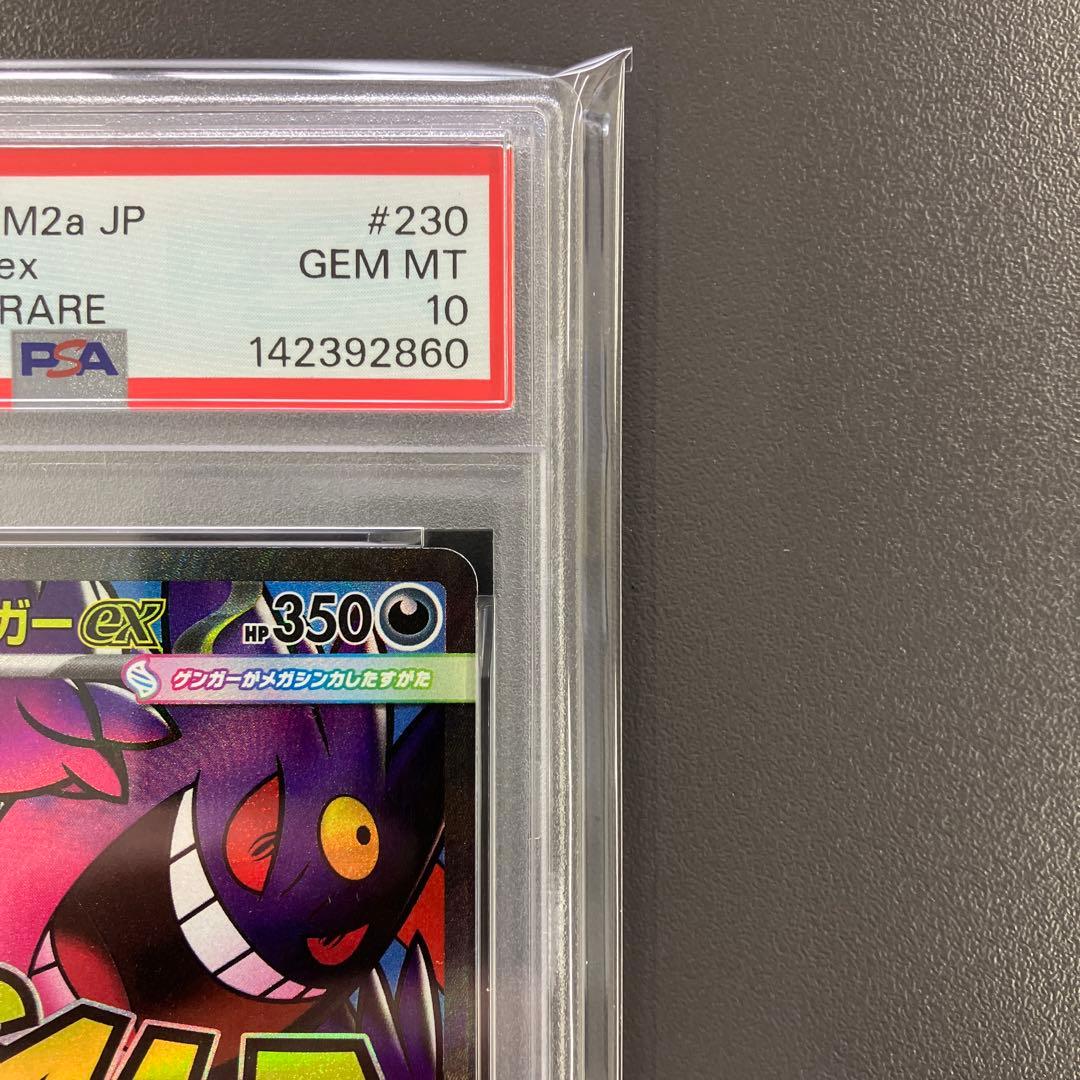 M2a JP #230
ex GEM MT
RARE 10
PSA 142392860
ガーex HP350
ゲンガーがメガシンカしたすがた